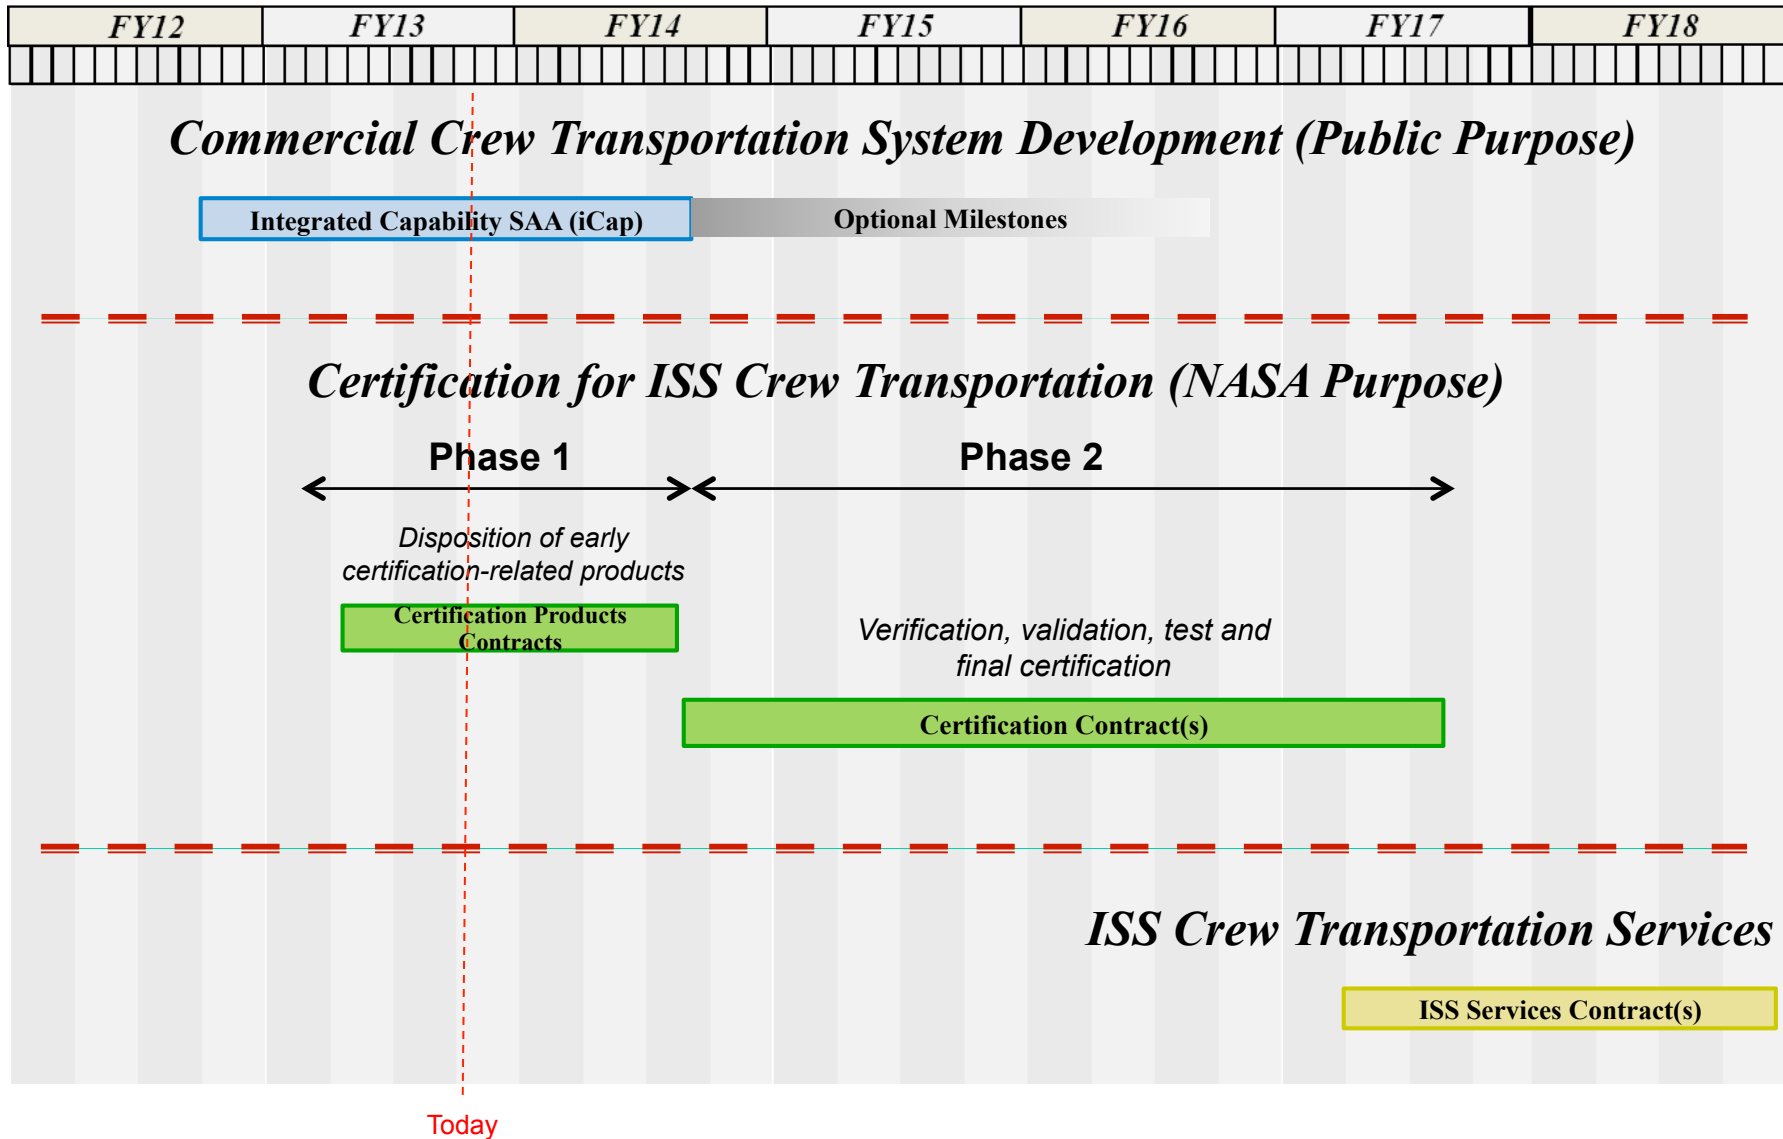 FY12 FY13 FY14 FY15 FY16 FY17 FY18
Commercial Crew Transportation System Development (Public Purpose)
Integrated Capability SAA (iCap)
Optional Milestones
Certification for ISS Crew Transportation (NASA Purpose)
Phase 1
Phase 2
Disposition of early
certification-related products
Certification Products
Contracts
Verification, validation, test and
final certification
Certification Contract(s)
ISS Crew Transportation Services
ISS Services Contract(s)
Today